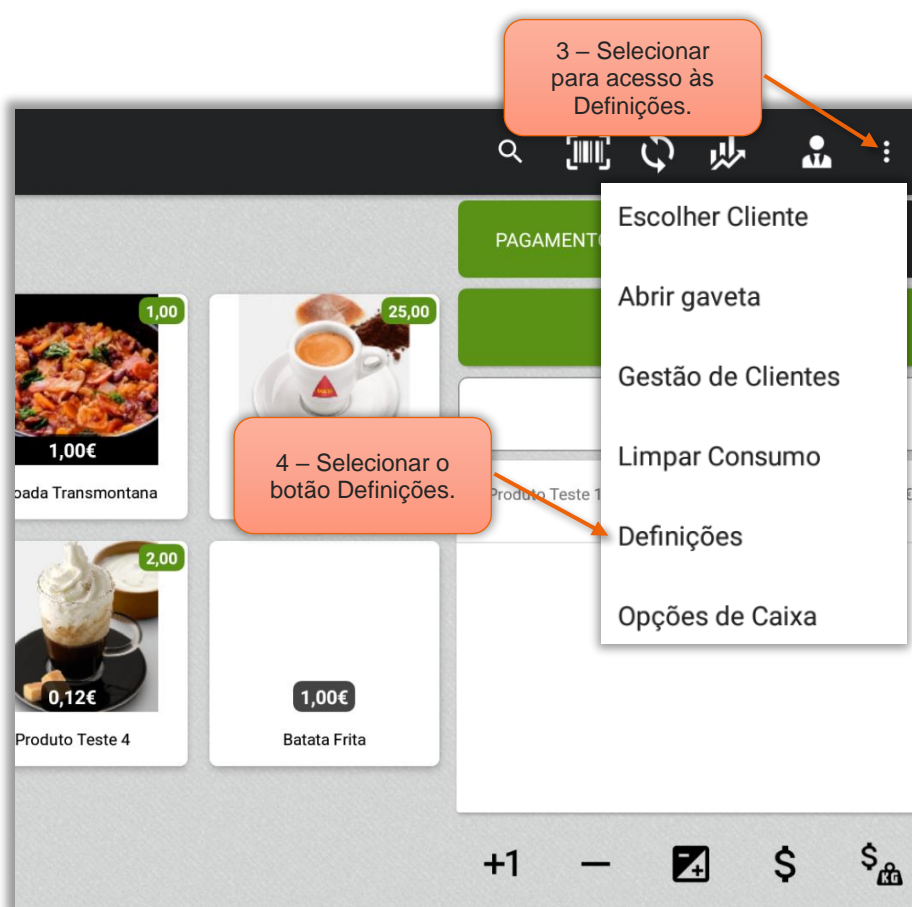 3 – Selecionar
para acesso às
Definições.
PAGAMENTO
Escolher Cliente
Abrir gaveta
Gestão de Clientes
Limpar Consumo
Definições
Opções de Caixa
1,00
25,00
1,00€
oada Transmontana
4 – Selecionar o
botão Definições.
Produto Teste 1
€
2,00
0,12€
1,00€
Produto Teste 4
Batata Frita
+1
$
$
KG